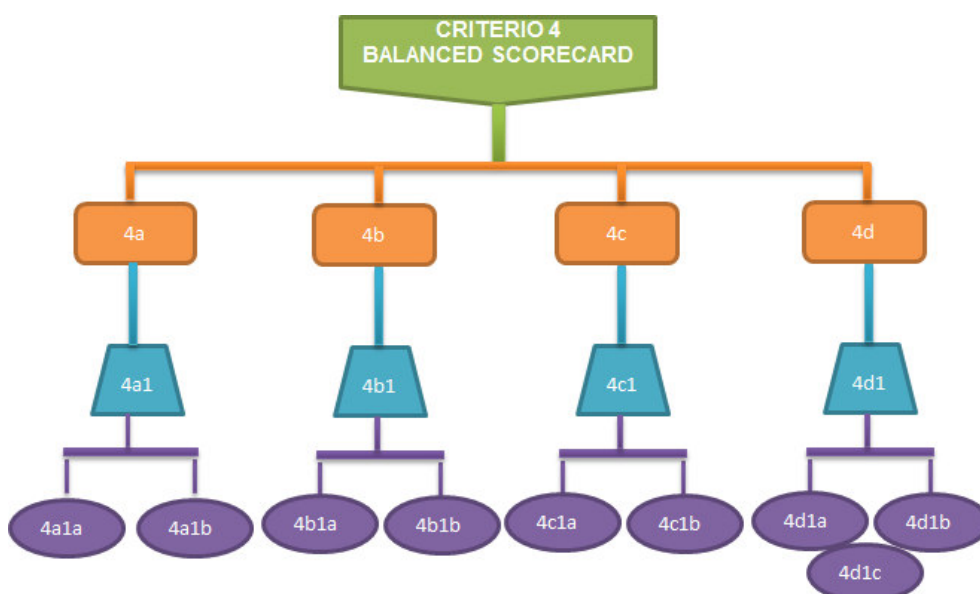 CRITERIO 4
BALANCED SCORECARD
4a
4b
4c
4d
4a1
4b1
4c1
4d1
4a1a
4a1b
4b1a
4b1b
4c1a
4c1b
4d1a
4d1b
4d1c